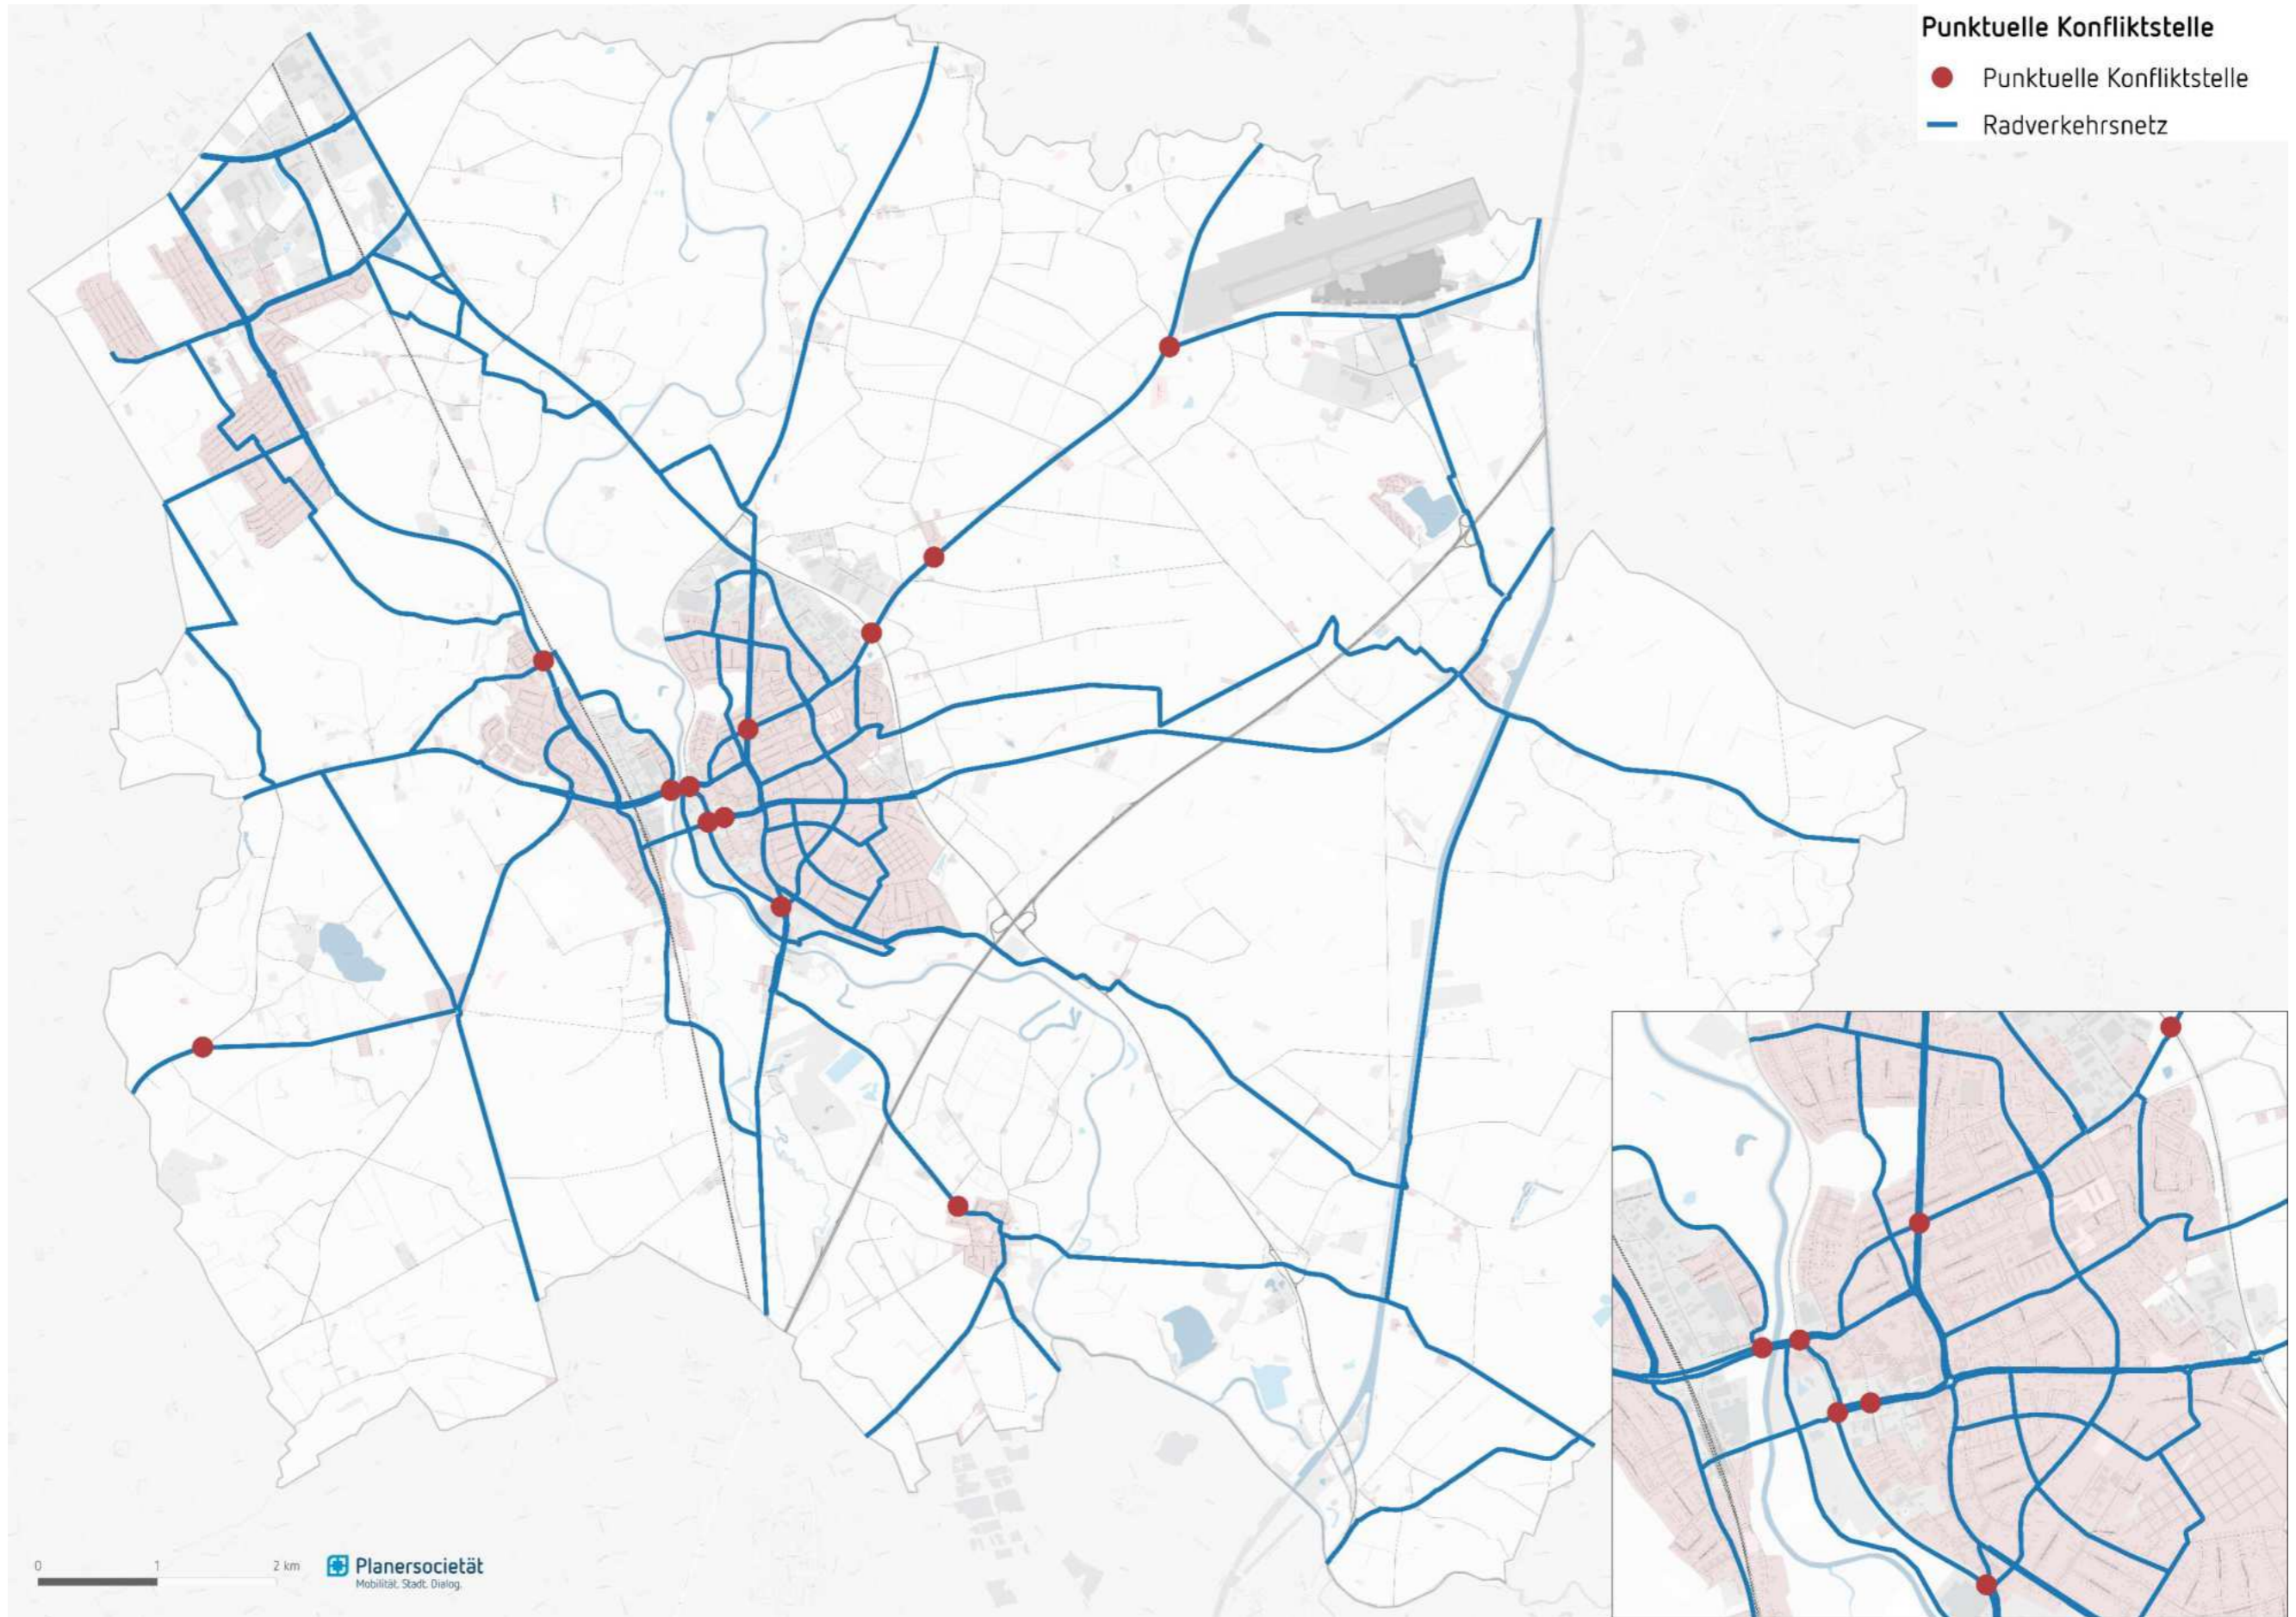 Punktuelle Konfliktstelle
Punktuelle Konfliktstelle
Radverkehrsnetz
0 1 2 km
Planersocietät
Mobilität. Stadt. Dialog.